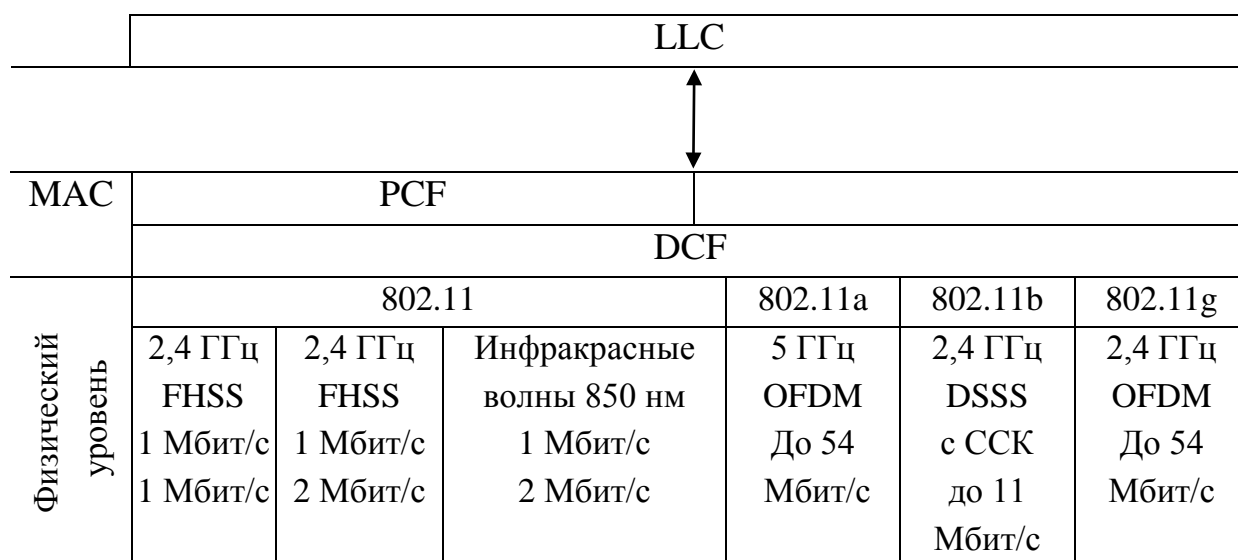 LLC
MAC PCF
DCF
802.11 802.11a 802.11b 802.11g
Физический
уровень
2,4 ГГц 2,4 ГГц Инфракрасные 5 ГГц 2,4 ГГц 2,4 ГГц
FHSS FHSS волны 850 нм OFDM DSSS OFDM
1 Мбит/с 1 Мбит/с 1 Мбит/с До 54 с ССК До 54
1 Мбит/с 2 Мбит/с 2 Мбит/с Мбит/с до 11 Мбит/с
Мбит/с